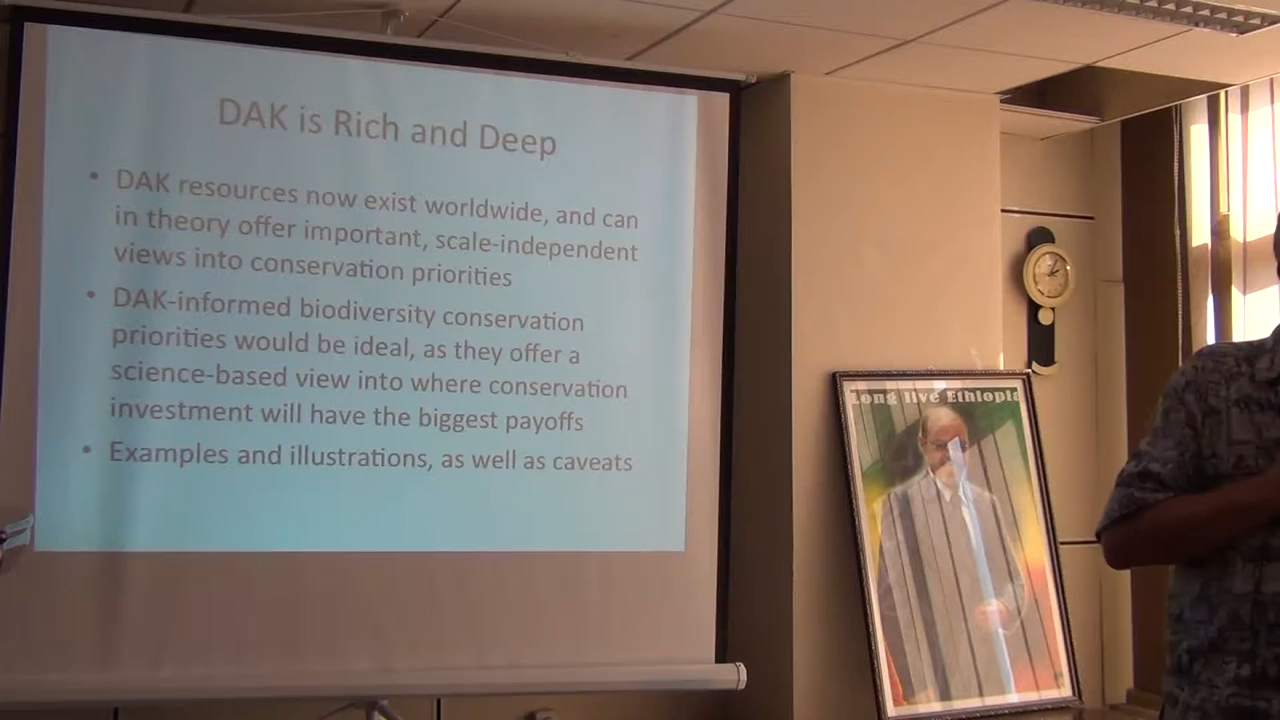 DAK is Rich and Deep
• DAK resources now exist worldwide, and can
in theory offer important, scale-independent
views into conservation priorities
• DAK-informed biodiversity conservation
priorities would be ideal, as they offer a
science-based view into where conservation
investment will have the biggest payoffs
• Examples and illustrations, as well as caveats
Long live Ethiopia